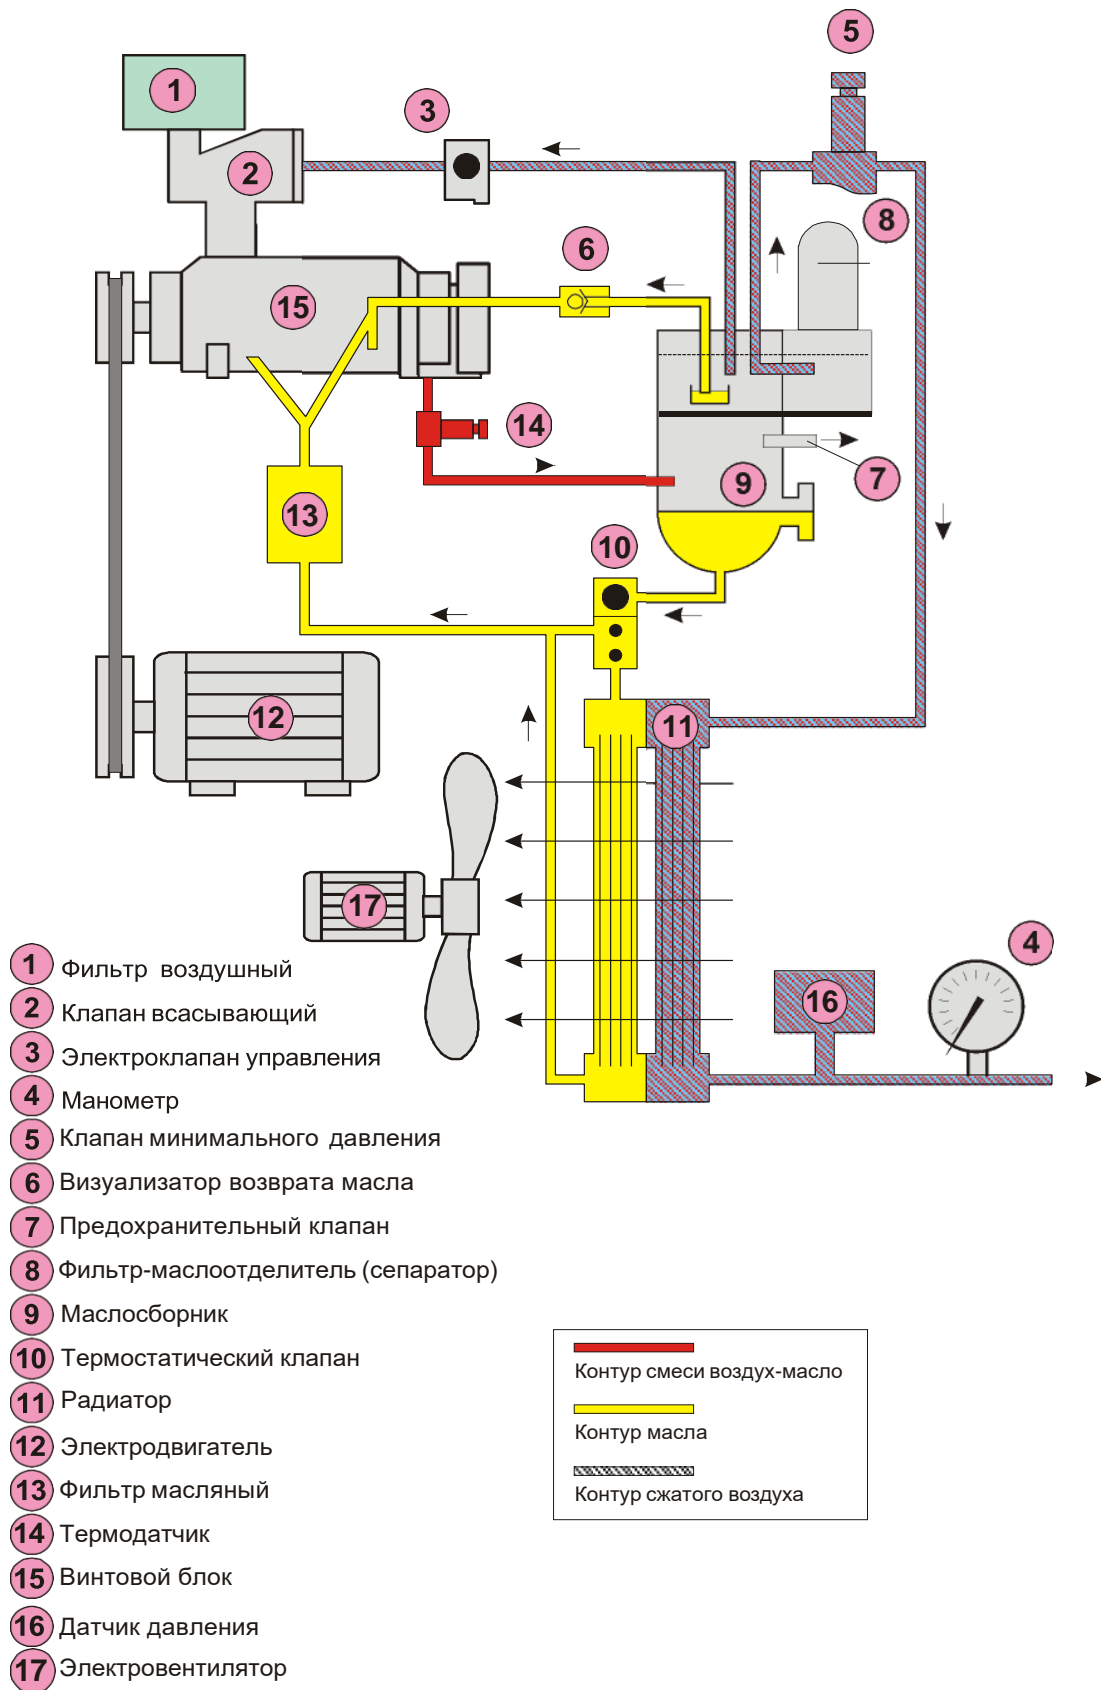 5
1
3
2
8
6
15
14
9
7
13
10
11
12
17
4
16
1 Фильтр воздушный
2 Клапан всасывающий
3 Электроклапан управления
4 Манометр
5 Клапан минимального давления
6 Визуализатор возврата масла
7 Предохранительный клапан
8 Фильтр-маслоотделитель (сепаратор)
9 Маслосборник
10 Термостатический клапан
11 Радиатор
12 Электродвигатель
13 Фильтр масляный
14 Термодатчик
15 Винтовой блок
16 Датчик давления
17 Электровентилятор
Контур смеси воздух-масло
Контур масла
Контур сжатого воздуха